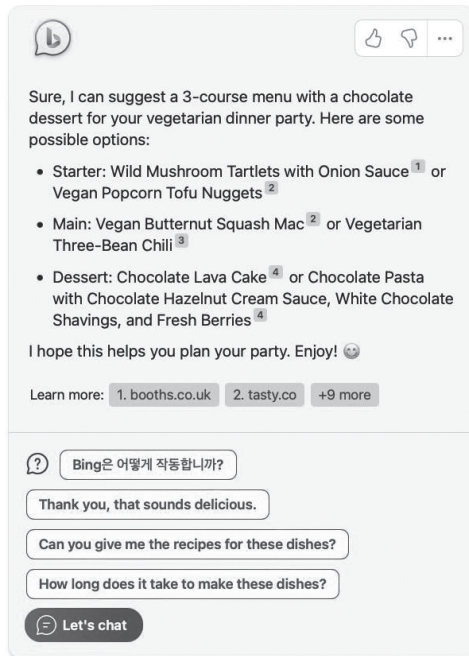 Sure, I can suggest a 3-course menu with a chocolate
dessert for your vegetarian dinner party. Here are some
possible options:
• Starter: Wild Mushroom Tartlets with Onion Sauce 1 or
Vegan Popcorn Tofu Nuggets 2
• Main: Vegan Butternut Squash Mac 2 or Vegetarian
Three-Bean Chili 3
• Dessert: Chocolate Lava Cake 4 or Chocolate Pasta
with Chocolate Hazelnut Cream Sauce, White Chocolate
Shavings, and Fresh Berries 4
I hope this helps you plan your party. Enjoy! 😊
Learn more: 1. booths.co.uk 2. tasty.co +9 more
Bing은 어떻게 작동합니까?
Thank you, that sounds delicious.
Can you give me the recipes for these dishes?
How long does it take to make these dishes?
Let's chat